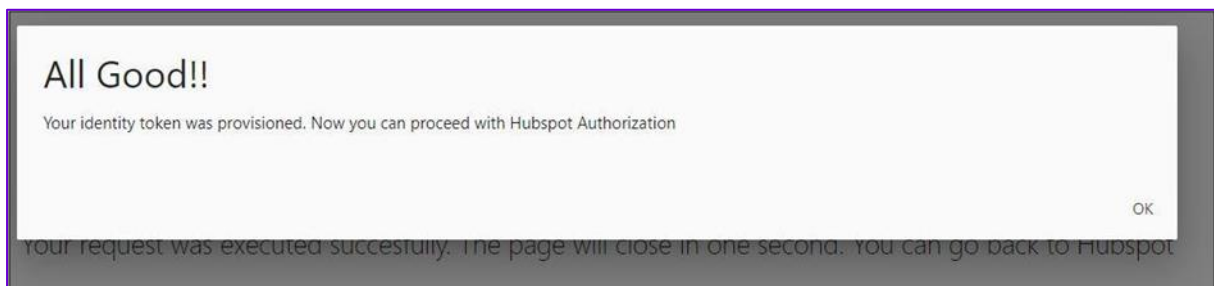 All Good!!
Your identity token was provisioned. Now you can proceed with Hubspot Authorization
OK
Your request was executed succesfully. The page will close in one second. You can go back to Hubspot